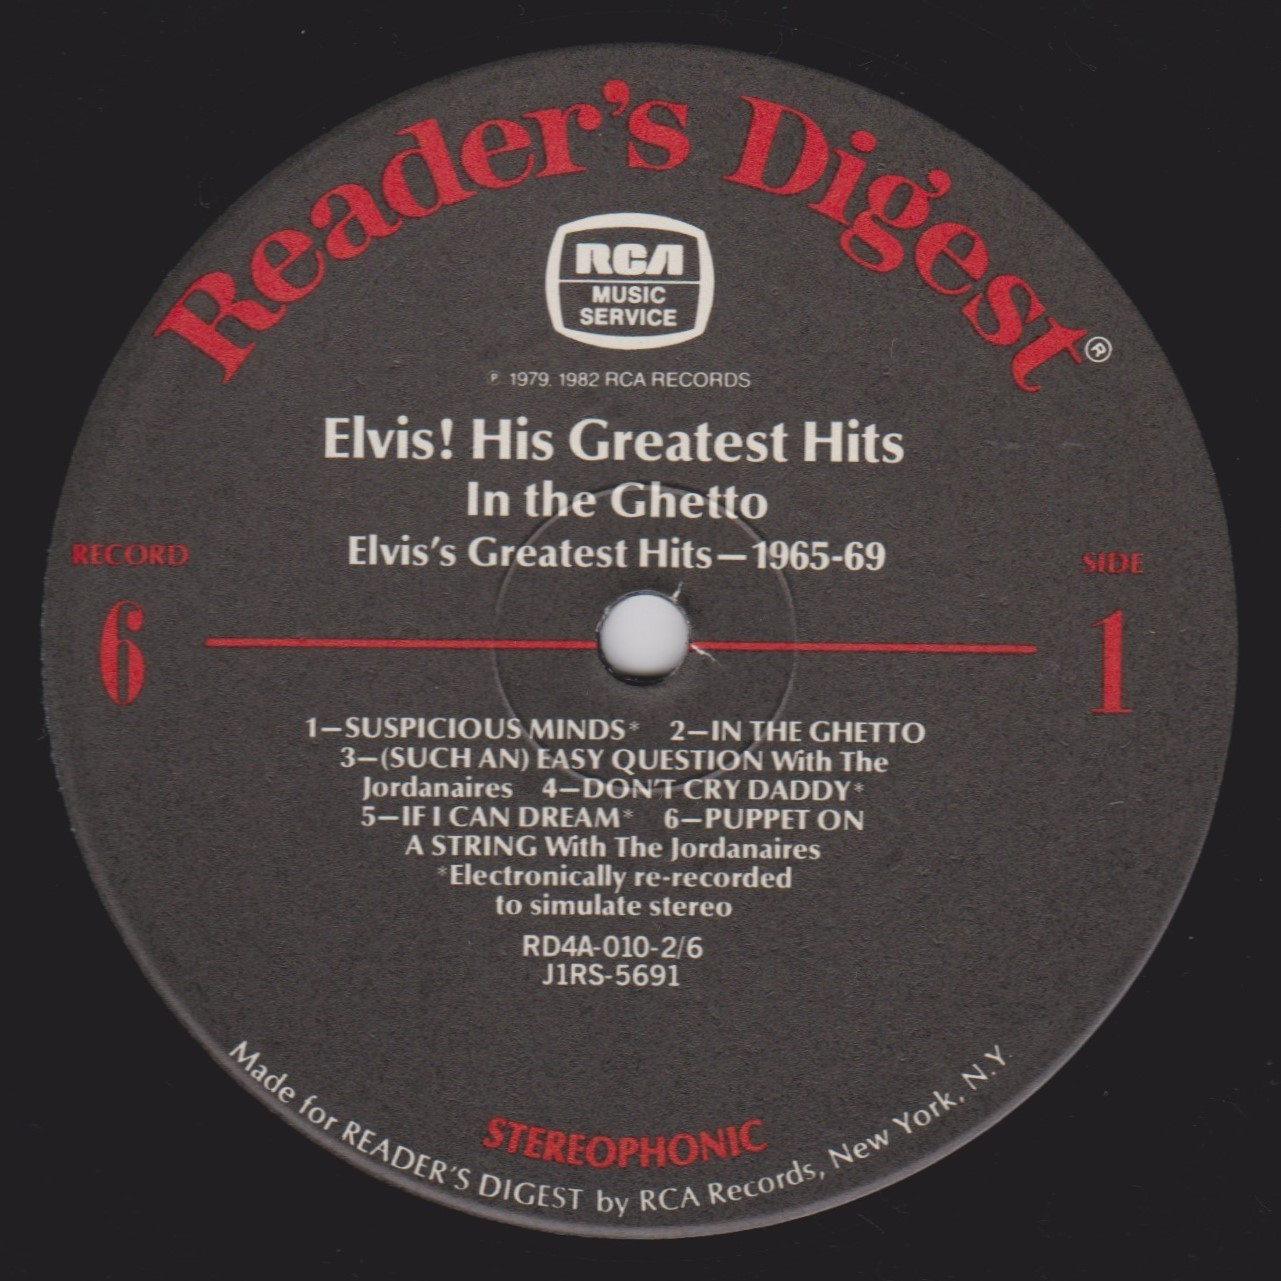 Reader's Digest®
RCA
MUSIC
SERVICE
℗ 1979, 1982 RCA RECORDS
Elvis! His Greatest Hits
In the Ghetto
Elvis's Greatest Hits—1965-69
RECORD
6
SIDE
1
1—SUSPICIOUS MINDS* 2—IN THE GHETTO
3—(SUCH AN) EASY QUESTION With The
Jordanaires 4—DON'T CRY DADDY*
5—IF I CAN DREAM* 6—PUPPET ON
A STRING With The Jordanaires
*Electronically re-recorded
to simulate stereo
RD4A-010-2/6
J1RS-5691
STEREOPHONIC
Made for READER'S DIGEST by RCA Records, New York, N.Y.